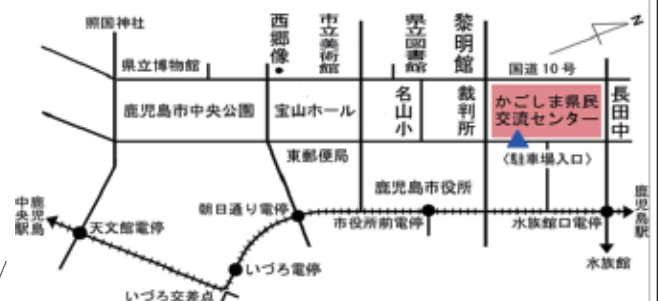 照国神社
西郷像
市立美術館
県立図書館
黎明館
Z
県立博物館
国道10号
鹿児島市中央公園
宝山ホール
名山小
裁判所
かごしま県民
交流センター
長田中
東郵便局
〈駐車場入口〉
鹿児島市役所
鹿児島
中央駅
天文館電停
朝日通り電停
市役所前電停
水族館口電停
鹿児島駅
いづろ電停
水族館
いづろ交差点